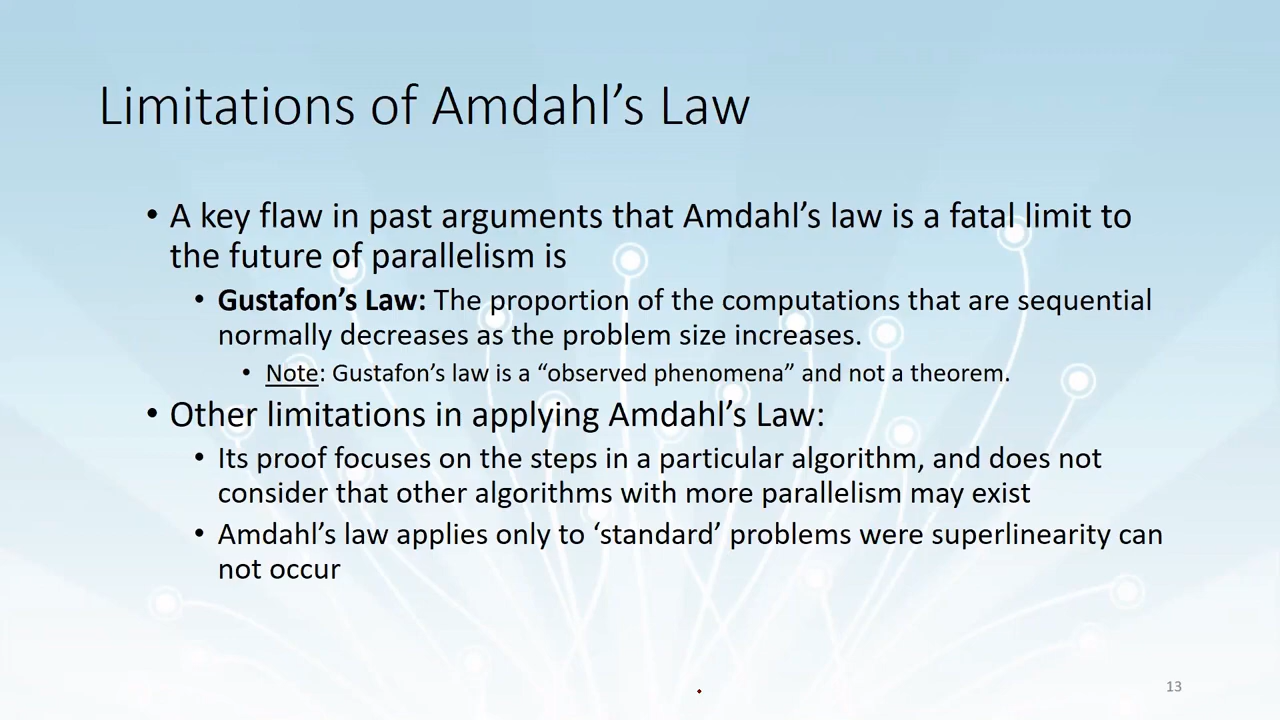 Limitations of Amdahl’s Law
• A key flaw in past arguments that Amdahl’s law is a fatal limit to
the future of parallelism is
• Gustafon’s Law: The proportion of the computations that are sequential
normally decreases as the problem size increases.
• Note: Gustafon’s law is a “observed phenomena” and not a theorem.
• Other limitations in applying Amdahl’s Law:
• Its proof focuses on the steps in a particular algorithm, and does not
consider that other algorithms with more parallelism may exist
• Amdahl’s law applies only to ‘standard’ problems were superlinearity can
not occur
13